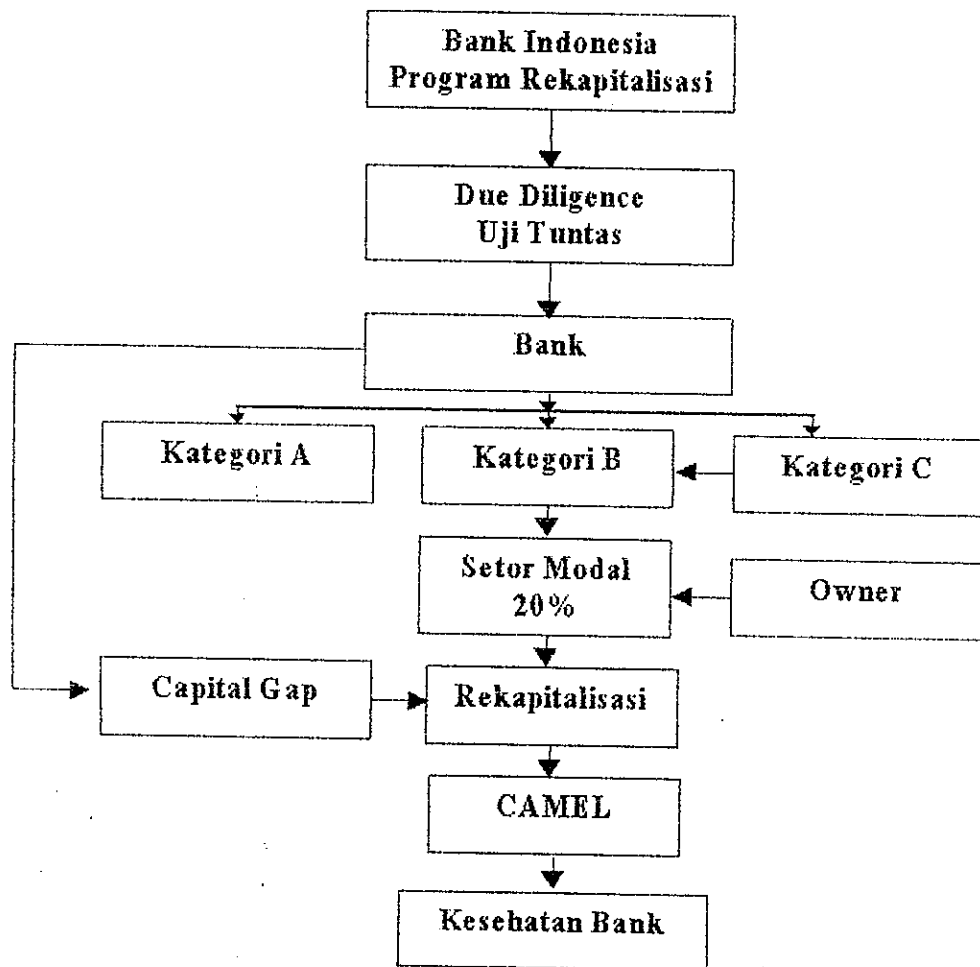 Bank Indonesia
Program Rekapitalisasi
Due Diligence
Uji Tuntas
Bank
Kategori A
Kategori B
Kategori C
Setor Modal
20%
Owner
Capital Gap
Rekapitalisasi
CAMEL
Kesehatan Bank